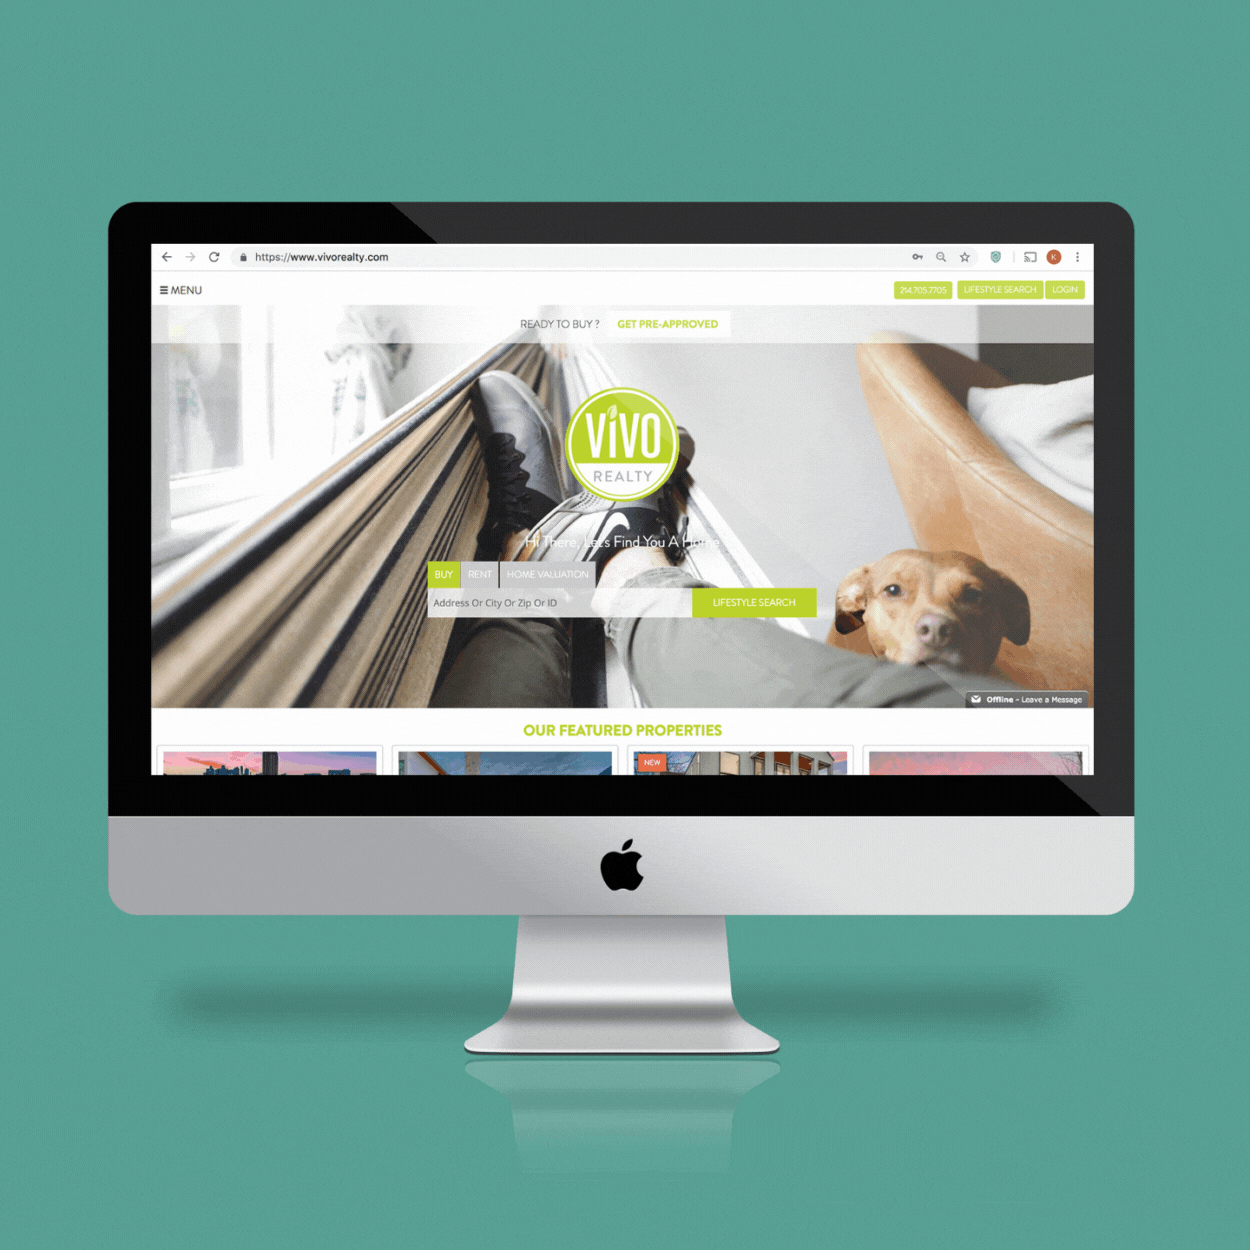 https://www.vivorealty.com
K
MENU
214.705.7705
LIFESTYLE SEARCH
LOGIN
READY TO BUY ?
GET PRE-APPROVED
VIVO
REALTY
Hi There, Let's Find You A Home
BUY
RENT
HOME VALUATION
Address Or City Or Zip Or ID
LIFESTYLE SEARCH
Offline - Leave a Message
OUR FEATURED PROPERTIES
NEW